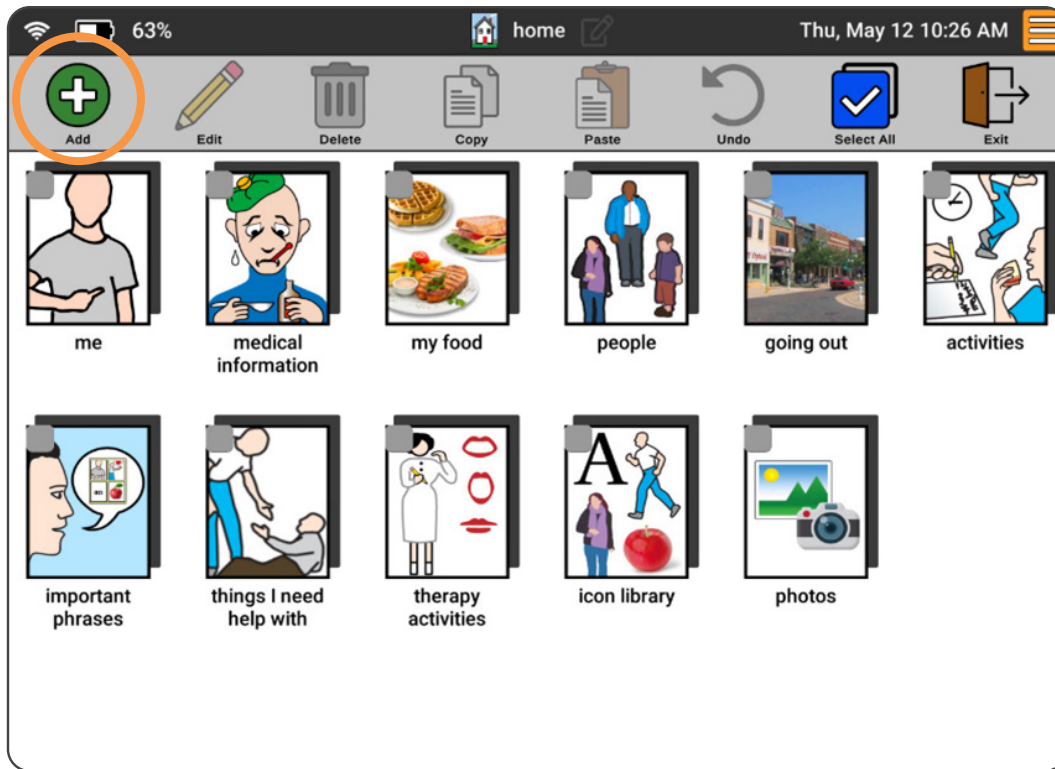 63%
home
Thu, May 12 10:26 AM
Add
Edit
Delete
Copy
Paste
Undo
Select All
Exit
me
medical
information
my food
people
going out
activities
A
important
phrases
things I need
help with
therapy
activities
icon library
photos